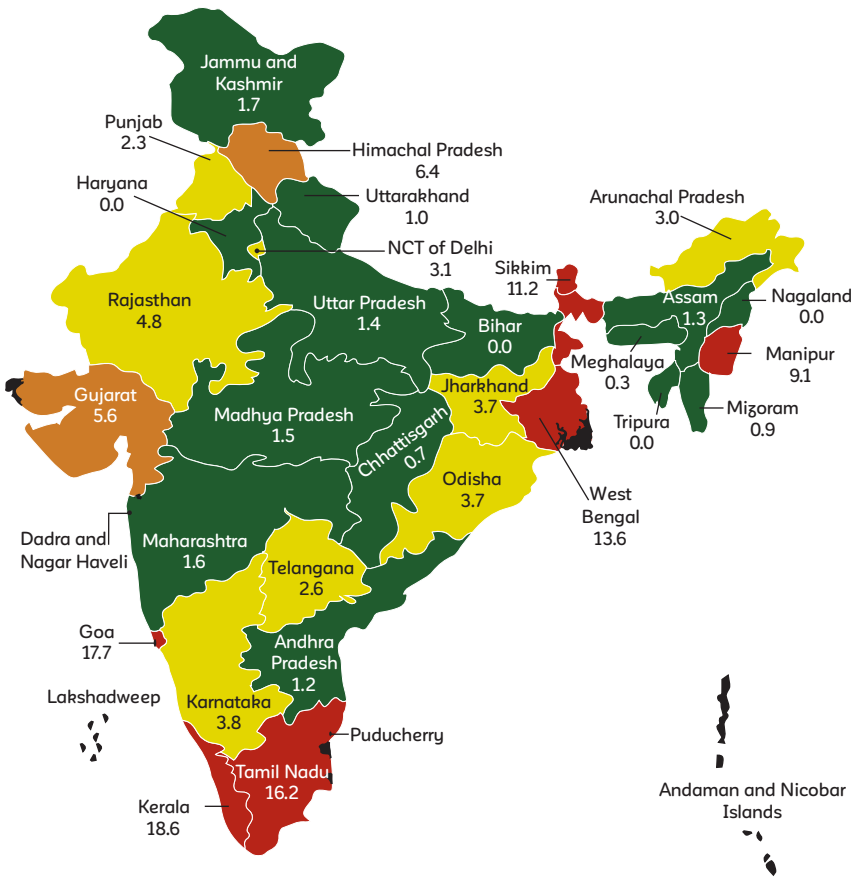 Jammu and
Kashmir
1.7
Punjab
2.3
Himachal Pradesh
6.4
Haryana
0.0
Uttarakhand
1.0
Arunachal Pradesh
3.0
NCT of Delhi
3.1
Sikkim
11.2
Rajasthan
4.8
Uttar Pradesh
1.4
Bihar
0.0
Assam
1.3
Nagaland
0.0
Meghalaya
0.3
Manipur
9.1
Gujarat
5.6
Madhya Pradesh
1.5
Jharkhand
3.7
Tripura
0.0
Mizoram
0.9
Chhattisgarh
0.7
Odisha
3.7
West
Bengal
13.6
Dadra and
Nagar Haveli
Maharashtra
1.6
Telangana
2.6
Goa
17.7
Andhra
Pradesh
1.2
Lakshadweep
Karnataka
3.8
Puducherry
Tamil Nadu
16.2
Kerala
18.6
Andaman and Nicobar
Islands